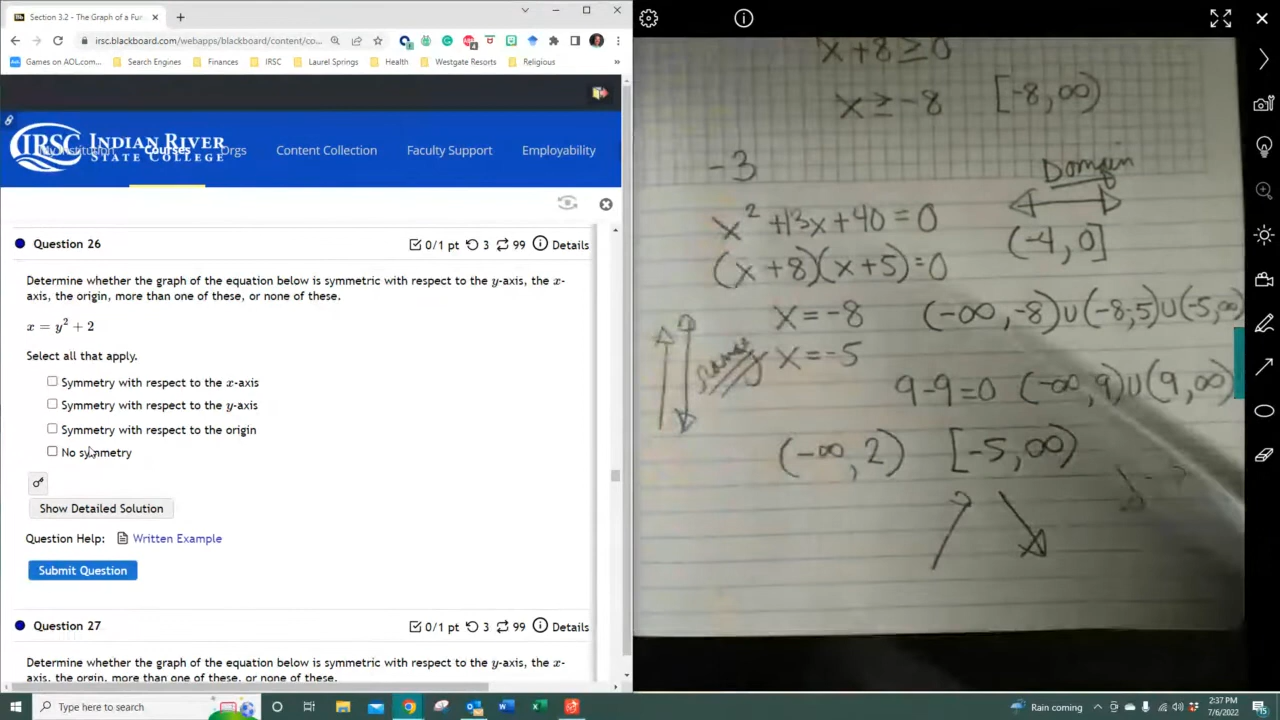 Section 3.2 - The Graph of a Fu
irsc.blackboard.com/webapps/blackboard/content/co...
Games on AOL.com... Search Engines Finances IRSC Laurel Springs Health Westgate Resorts Religious
IRSC INDIAN RIVER
STATE COLLEGE
My Institution Courses Orgs Content Collection Faculty Support Employability
Question 26
0/1 pt 3 99 Details
Determine whether the graph of the equation below is symmetric with respect to the y-axis, the x-
axis, the origin, more than one of these, or none of these.
x = y² + 2
Select all that apply.
Symmetry with respect to the x-axis
Symmetry with respect to the y-axis
Symmetry with respect to the origin
No symmetry
Show Detailed Solution
Question Help: Written Example
Submit Question
Question 27
0/1 pt 3 99 Details
Determine whether the graph of the equation below is symmetric with respect to the y-axis, the x-
axis, the origin, more than one of these, or none of these.
x+8≥0
x≥-8 [-8,∞)
-3
Domain
x²+13x+40=0
(-4,0]
(x+8)(x+5)=0
x=-8 (-∞,-8)∪(-8,-5)∪(-5,∞)
Range
x=-5
9-9=0 (-∞,9)∪(9,∞)
(-∞,2) [-5,∞)
Type here to search
Rain coming
2:37 PM
7/6/2022
15